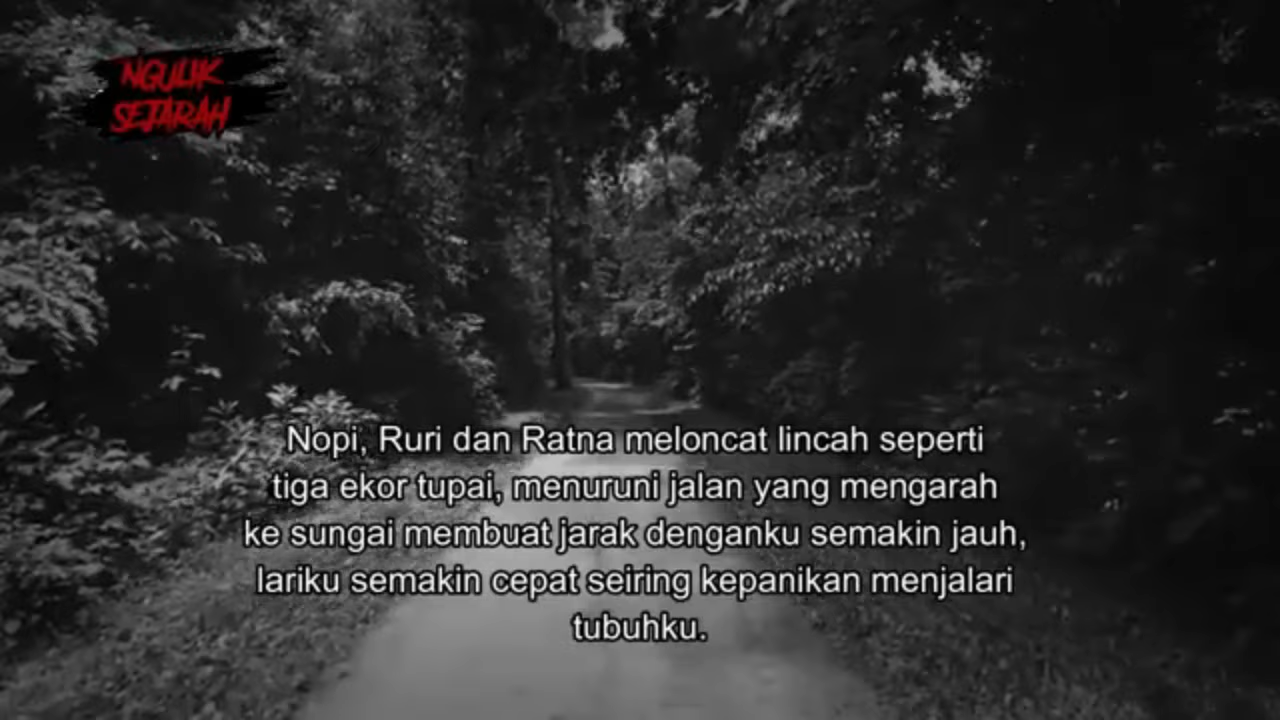 NGULIK
SEJARAH
Nopi, Ruri dan Ratna meloncat lincah seperti
tiga ekor tupai, menuruni jalan yang mengarah
ke sungai membuat jarak denganku semakin jauh,
lariku semakin cepat seiring kepanikan menjalari
tubuhku.